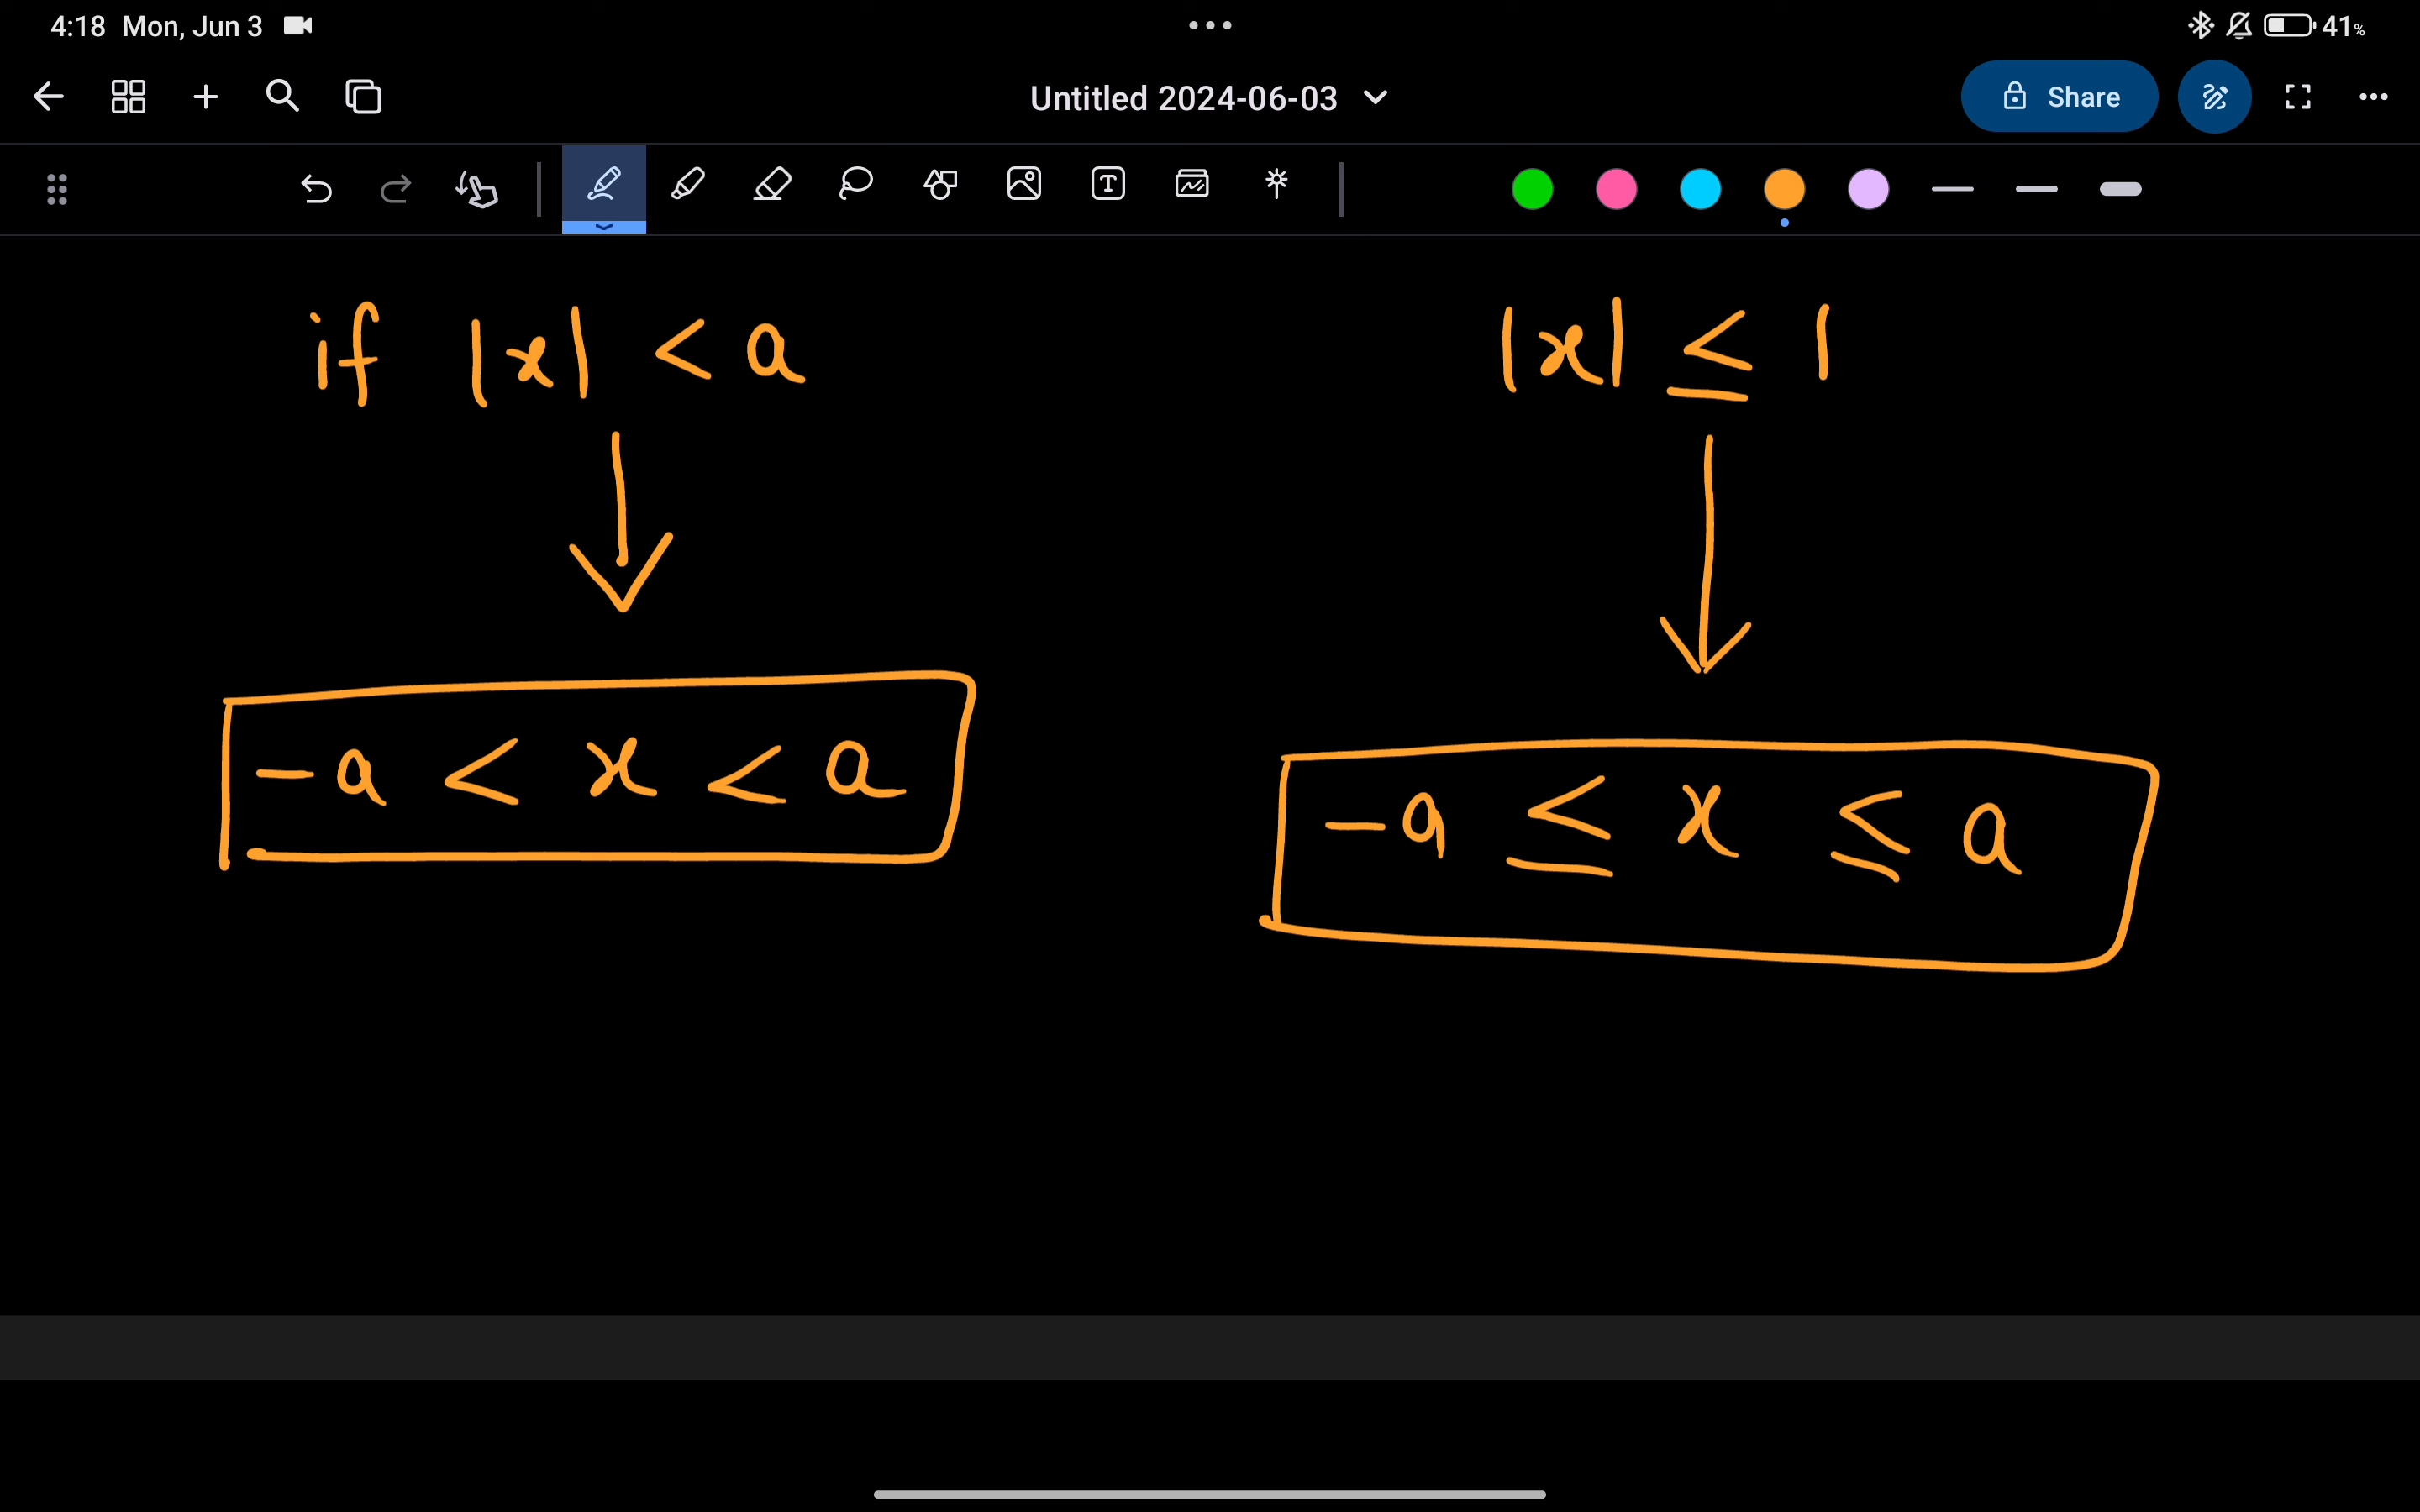 4:18 Mon, Jun 3
41%
Untitled 2024-06-03
Share
T
if |x| < a
|x| ≤ 1
-a < x < a
-a ≤ x ≤ a